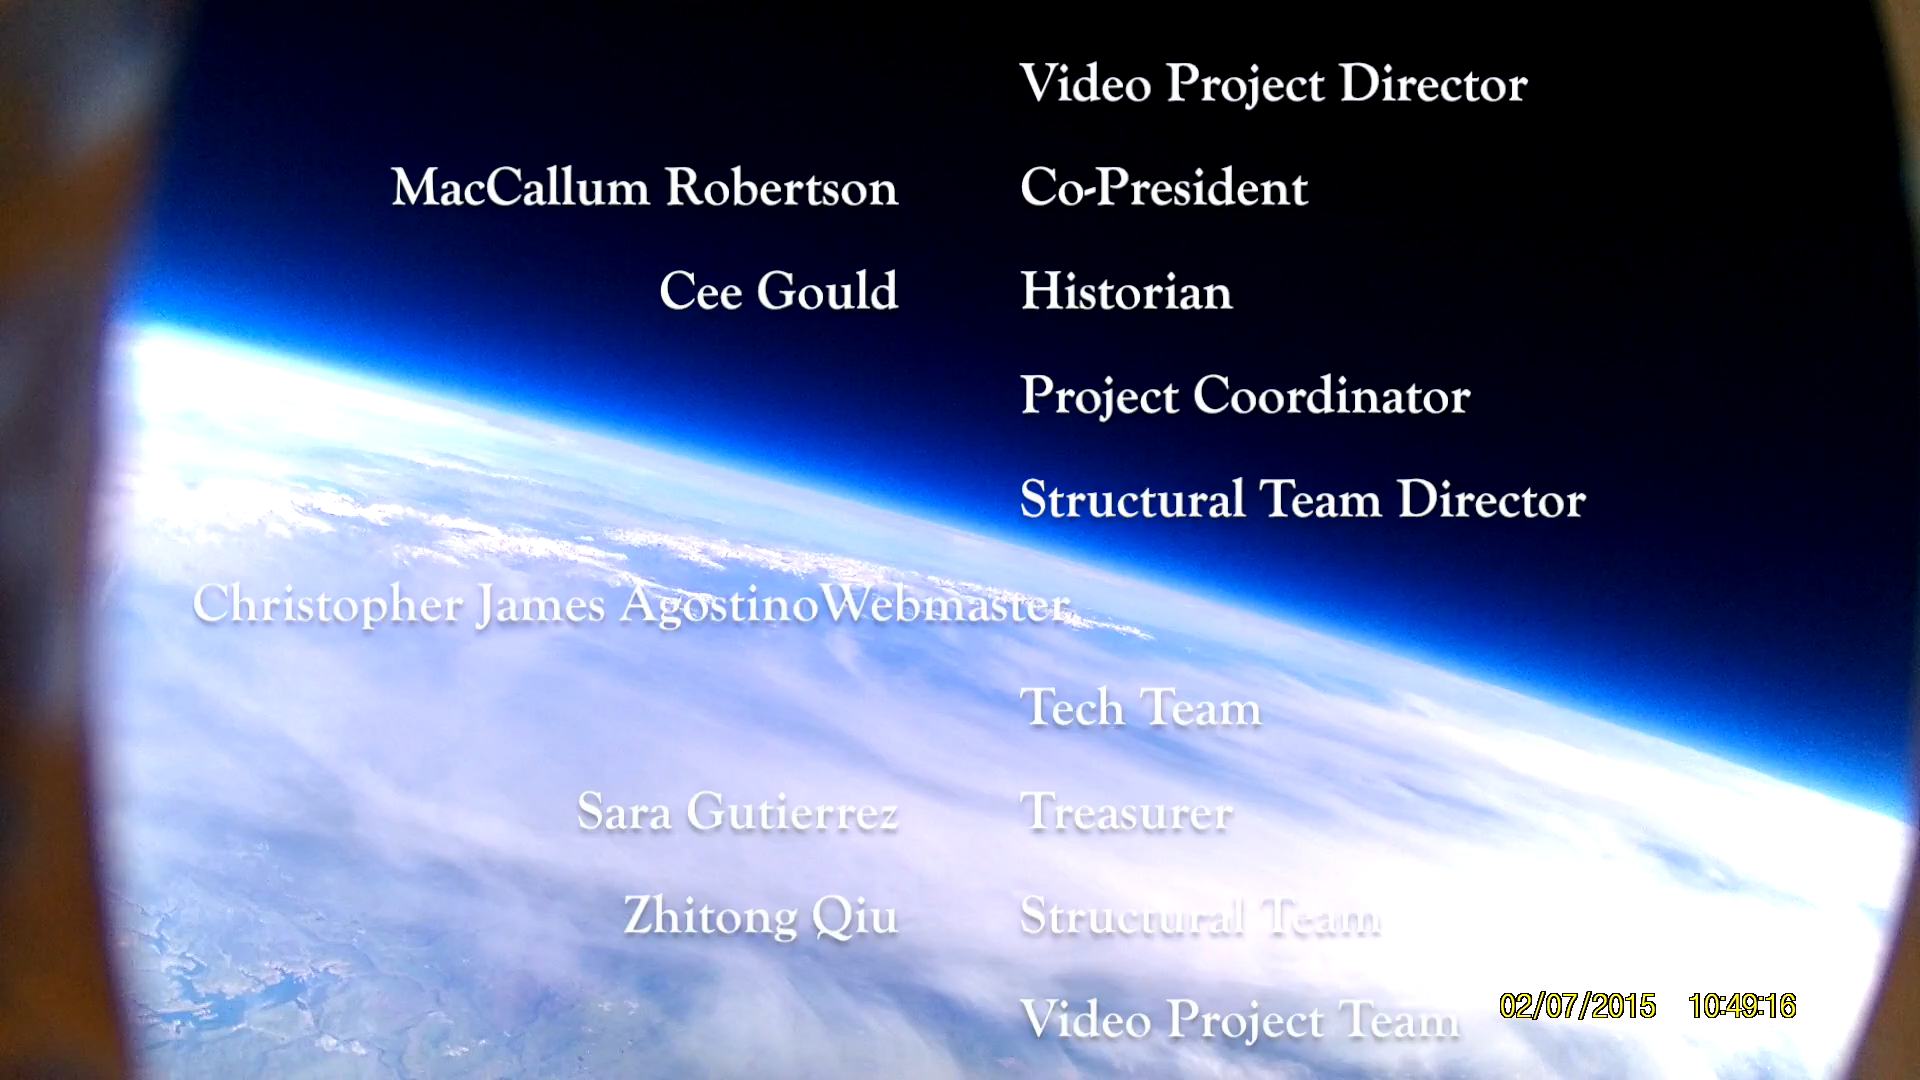 Video Project Director
MacCallum Robertson Co-President
Cee Gould Historian
Project Coordinator
Structural Team Director
Christopher James AgostinoWebmaster
Tech Team
Sara Gutierrez Treasurer
Zhitong Qiu Structural Team
Video Project Team
02/07/2015 10:49:16